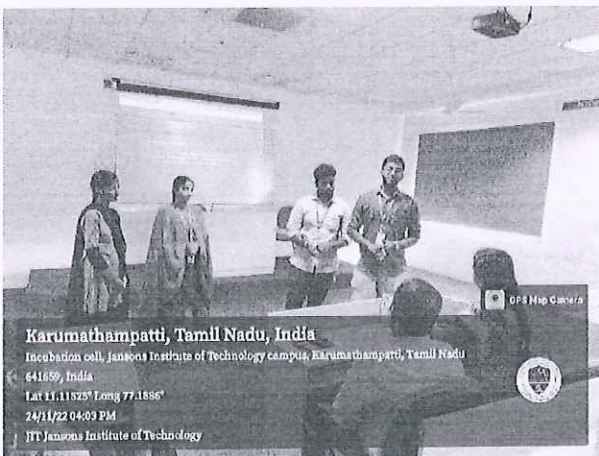 GPS Map Camera
Karumathampatti, Tamil Nadu, India
Incubation cell, Jansons Institute of Technology campus, Karumathampatti, Tamil Nadu
641659, India
Lat 11.11525° Long 77.1886°
24/11/22 04:03 PM
JIT Jansons Institute of Technology